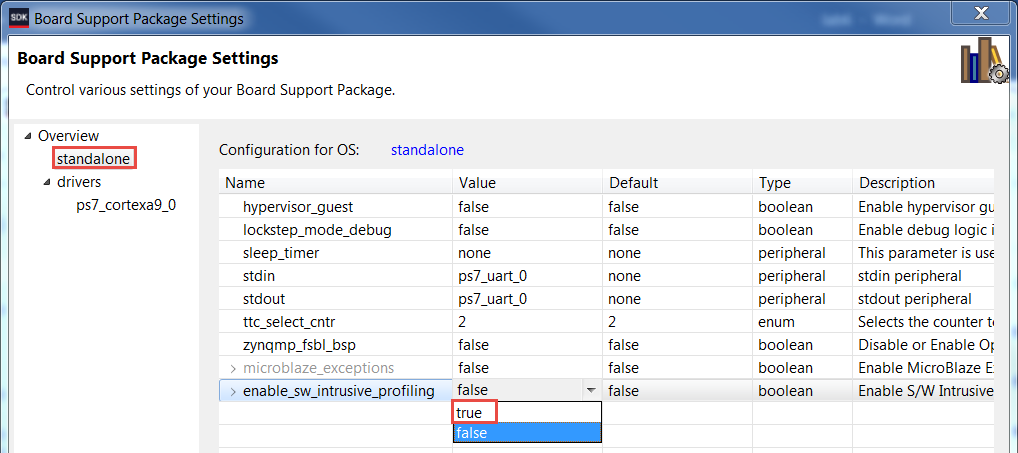 SDK Board Support Package Settings
Board Support Package Settings
Control various settings of your Board Support Package.
Overview
standalone
drivers
ps7_cortexa9_0
Configuration for OS: standalone
Name Value Default Type Description
hypervisor_guest false false boolean Enable hypervisor gu
lockstep_mode_debug false false boolean Enable debug logic i
sleep_timer none none peripheral This parameter is use
stdin ps7_uart_0 none peripheral stdin peripheral
stdout ps7_uart_0 none peripheral stdout peripheral
ttc_select_cntr 2 2 enum Selects the counter to
zynqmp_fsbl_bsp false false boolean Disable or Enable Op
microblaze_exceptions false false boolean Enable MicroBlaze E
enable_sw_intrusive_profiling false false boolean Enable S/W Intrusive
true
false